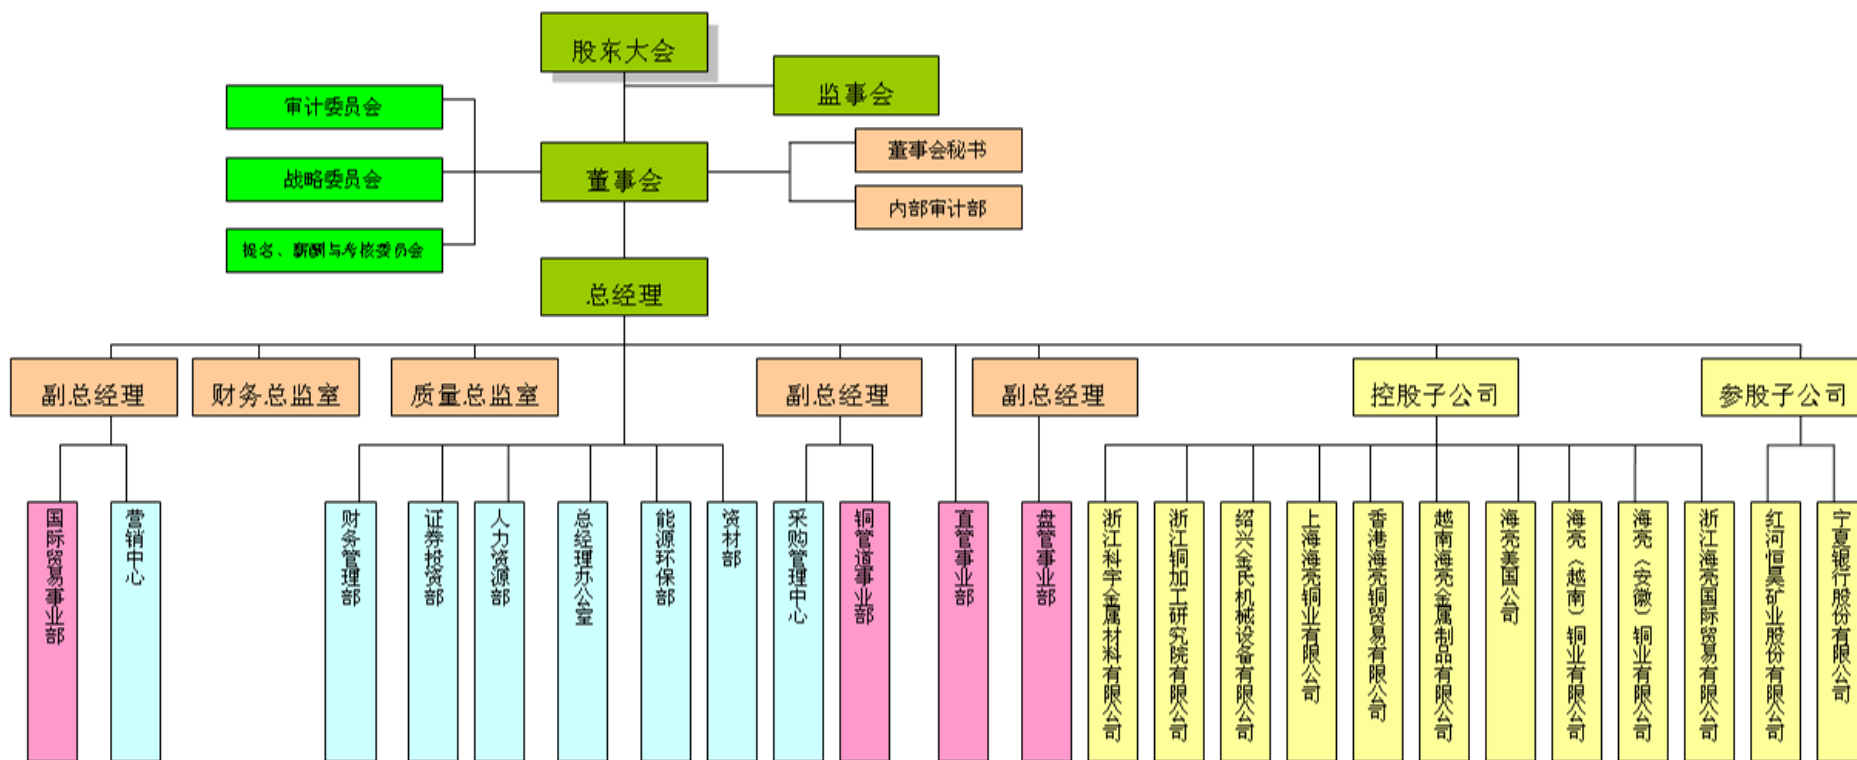 股东大会
监事会
审计委员会
董事会秘书
战略委员会
董事会
内部审计部
提名、薪酬与考核委员会
总经理
副总经理
财务总监室
质量总监室
副总经理
副总经理
控股子公司
参股子公司
国际贸易事业部
营销中心
财务管理部
证券投资部
人力资源部
总经理办公室
能源环保部
资材部
采购管理中心
铜管道事业部
直管事业部
盘管事业部
浙江科宇金属材料有限公司
浙江铜加工研究院有限公司
绍兴金氏机械设备有限公司
上海海亮铜业有限公司
香港海亮铜贸易有限公司
越南海亮金属制品有限公司
海亮美国公司
海亮（越南）铜业有限公司
海亮（安徽）铜业有限公司
浙江海亮国际贸易有限公司
红河恒昊矿业股份有限公司
宁夏银行股份有限公司